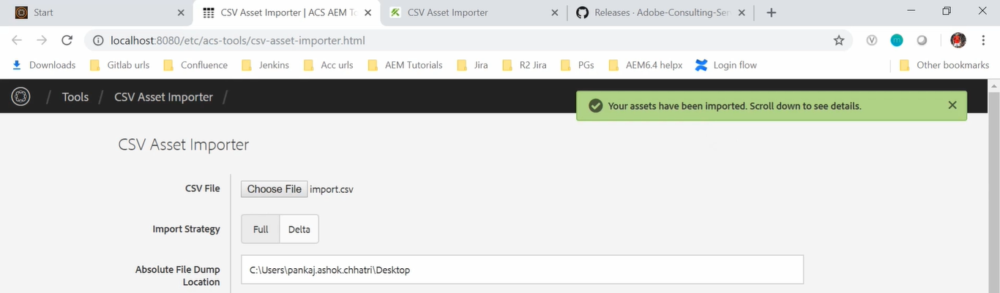 Start
CSV Asset Importer | ACS AEM To
CSV Asset Importer
Releases · Adobe-Consulting-Ser
localhost:8080/etc/acs-tools/csv-asset-importer.html
Downloads Gitlab urls Confluence Jenkins Acc urls AEM Tutorials Jira R2 Jira PGs AEM6.4 helpx Login flow Other bookmarks
/ Tools / CSV Asset Importer /
Your assets have been imported. Scroll down to see details.
CSV Asset Importer
CSV File Choose File import.csv
Import Strategy Full Delta
Absolute File Dump
Location
C:\Users\pankaj.ashok.chhatri\Desktop